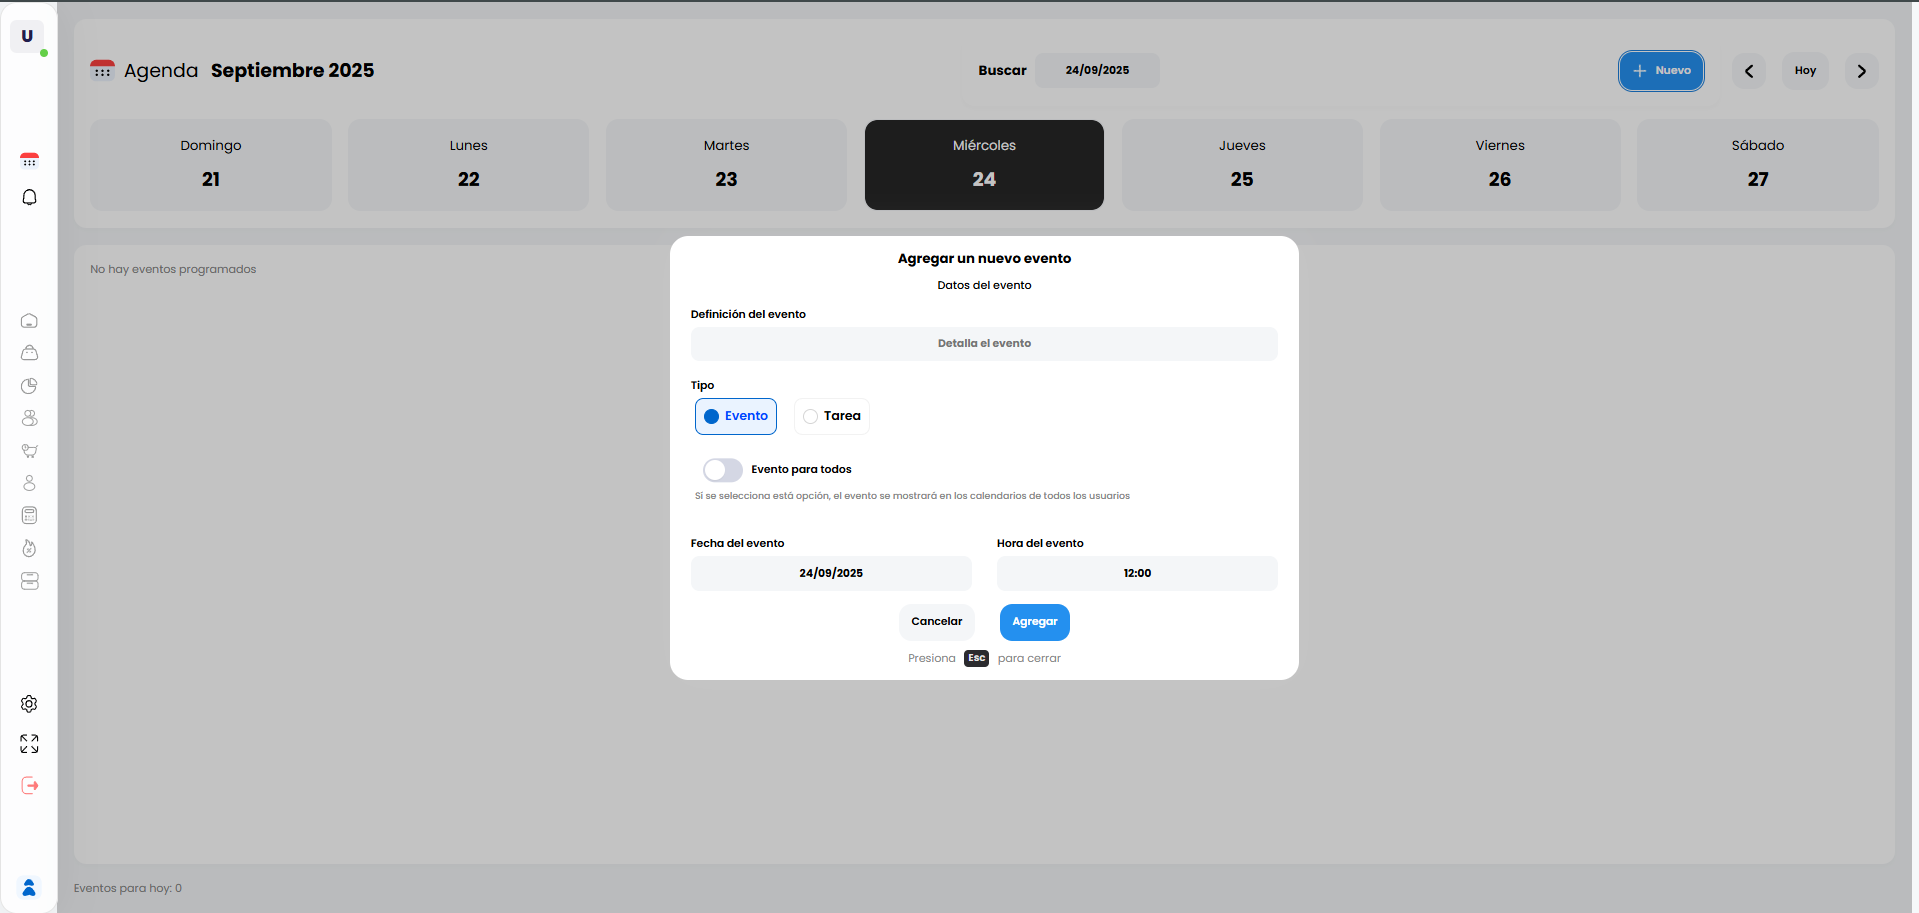 U
Agenda Septiembre 2025
Buscar 24/09/2025
Nuevo
Hoy
Domingo Lunes Martes Miércoles Jueves Viernes Sábado
21 22 23 24 25 26 27
No hay eventos programados
Agregar un nuevo evento
Datos del evento
Definición del evento
Detalla el evento
Tipo
Evento Tarea
Evento para todos
Si se selecciona está opción, el evento se mostrará en los calendarios de todos los usuarios
Fecha del evento Hora del evento
24/09/2025 12:00
Cancelar Agregar
Presiona Esc para cerrar
Eventos para hoy: 0